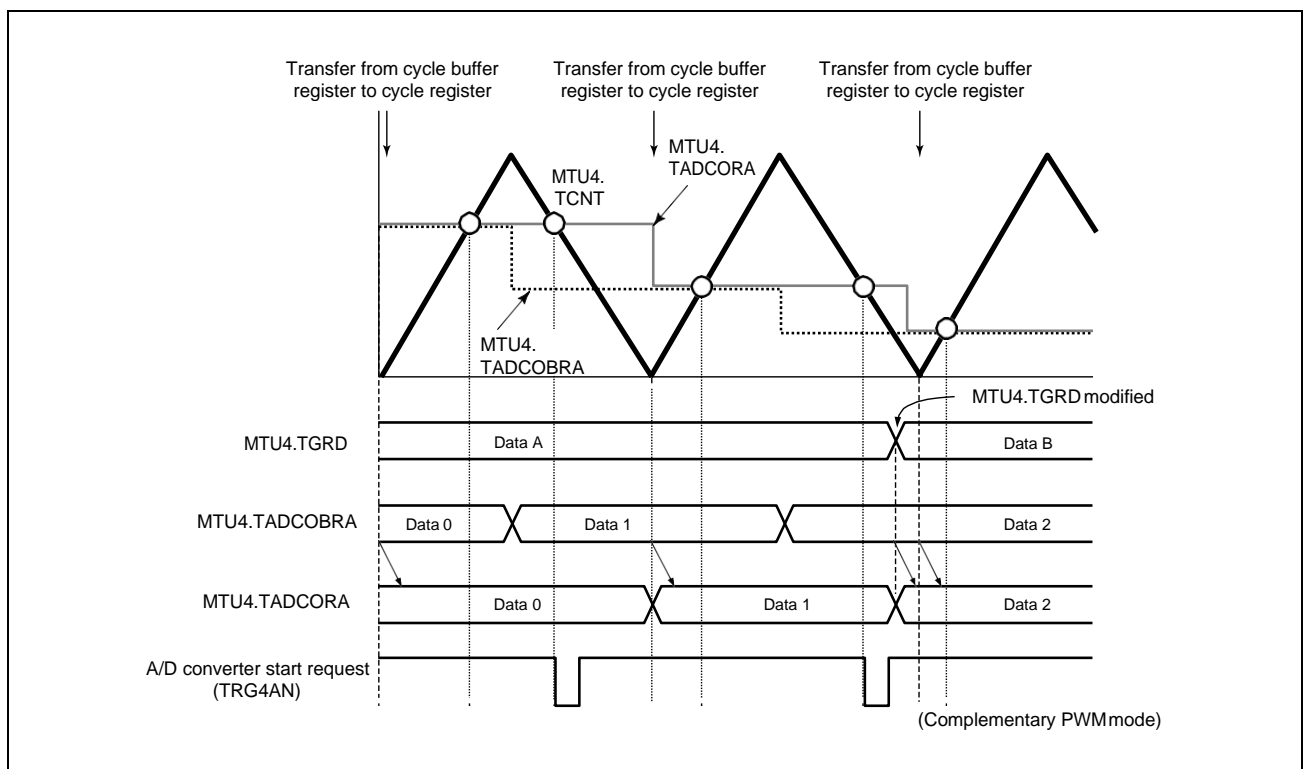 Transfer from cycle buffer
register to cycle register
Transfer from cycle buffer
register to cycle register
Transfer from cycle buffer
register to cycle register
MTU4.
TADCORA
MTU4.
TCNT
MTU4.
TADCOBRA
MTU4.TGRD modified
MTU4.TGRD
Data A
Data B
MTU4.TADCOBRA
Data 0
Data 1
Data 2
MTU4.TADCORA
Data 0
Data 1
Data 2
A/D converter start request
(TRG4AN)
(Complementary PWM mode)